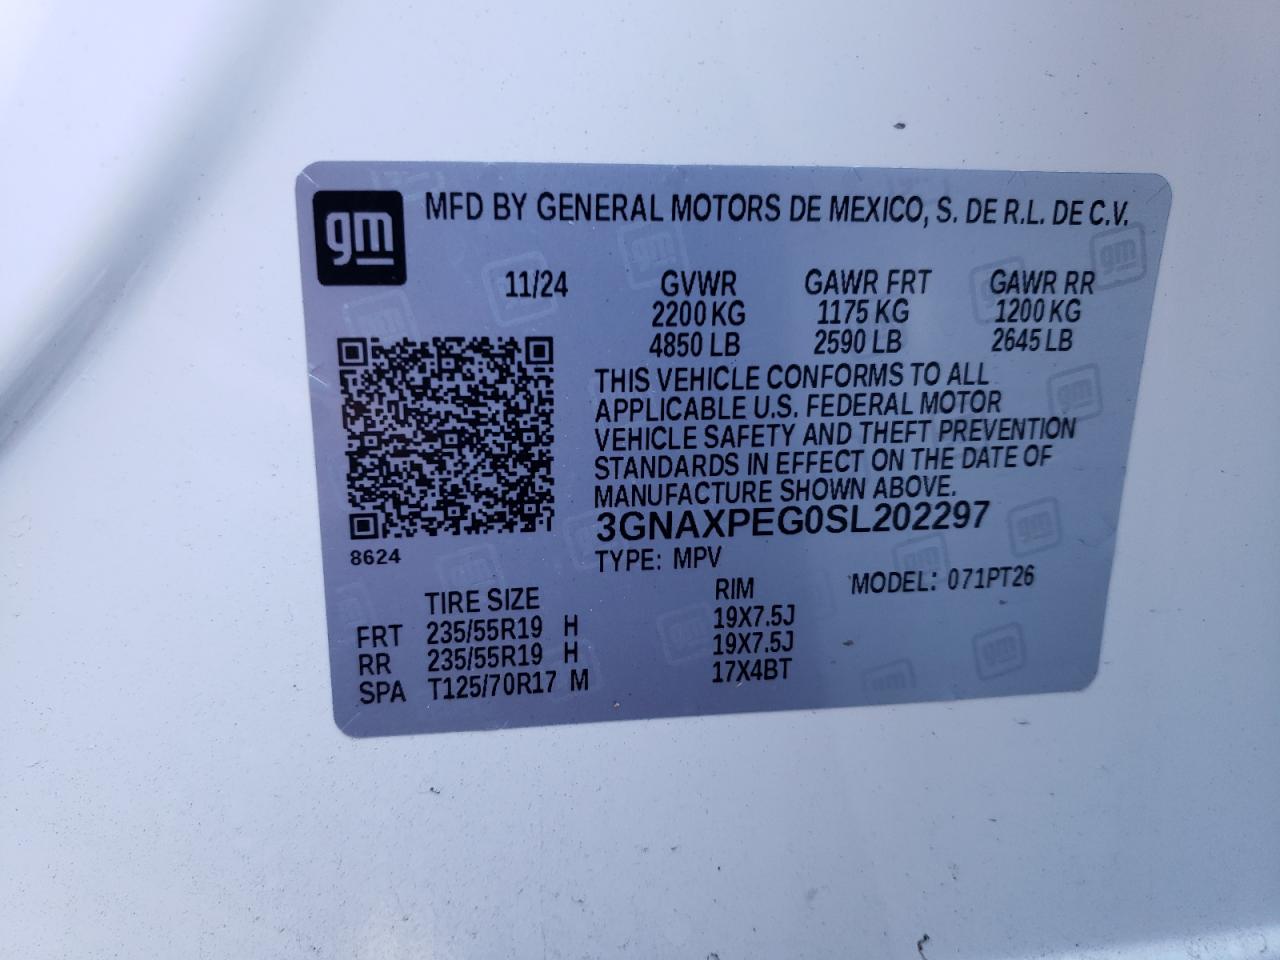 gm
MFD BY GENERAL MOTORS DE MEXICO, S. DE R.L. DE C.V.
11/24 GVWR GAWR FRT GAWR RR
2200 KG 1175 KG 1200 KG
4850 LB 2590 LB 2645 LB
THIS VEHICLE CONFORMS TO ALL
APPLICABLE U.S. FEDERAL MOTOR
VEHICLE SAFETY AND THEFT PREVENTION
STANDARDS IN EFFECT ON THE DATE OF
MANUFACTURE SHOWN ABOVE.
3GNAXPEG0SL202297
8624
TYPE: MPV
MODEL: 071PT26
TIRE SIZE RIM
FRT 235/55R19 H 19X7.5J
RR 235/55R19 H 19X7.5J
SPA T125/70R17 M 17X4BT